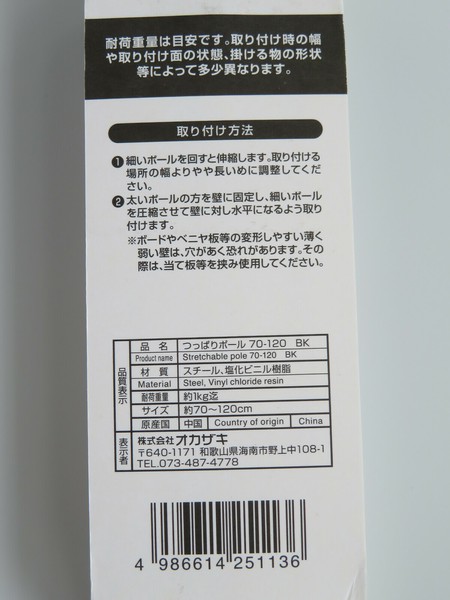 耐荷重量は目安です。取り付け時の幅
や取り付け面の状態、掛ける物の形状
等によって多少異なります。
取り付け方法
❶細いポールを回すと伸縮します。取り付ける
場所の幅よりやや長いめに調整してくだ
さい。
❷太いポールの方を壁に固定し、細いポール
を圧縮させて壁に対し水平になるよう取り
付けます。
※ボードやベニヤ板等の変形しやすい薄く
弱い壁は、穴があく恐れがあります。その
際は、当て板等を挟み使用してください。
品質表示
品名 つっぱりポール 70-120 BK
Product name Stretchable pole 70-120 BK
材質 スチール、塩化ビニル樹脂
Material Steel, Vinyl chloride resin
耐荷重量 約1kg迄
サイズ 約70〜120cm
原産国 中国 Country of origin China
表示者
株式会社オカザキ
〒640-1171 和歌山県海南市野上中108-1
TEL.073-487-4778
4 986614 251136